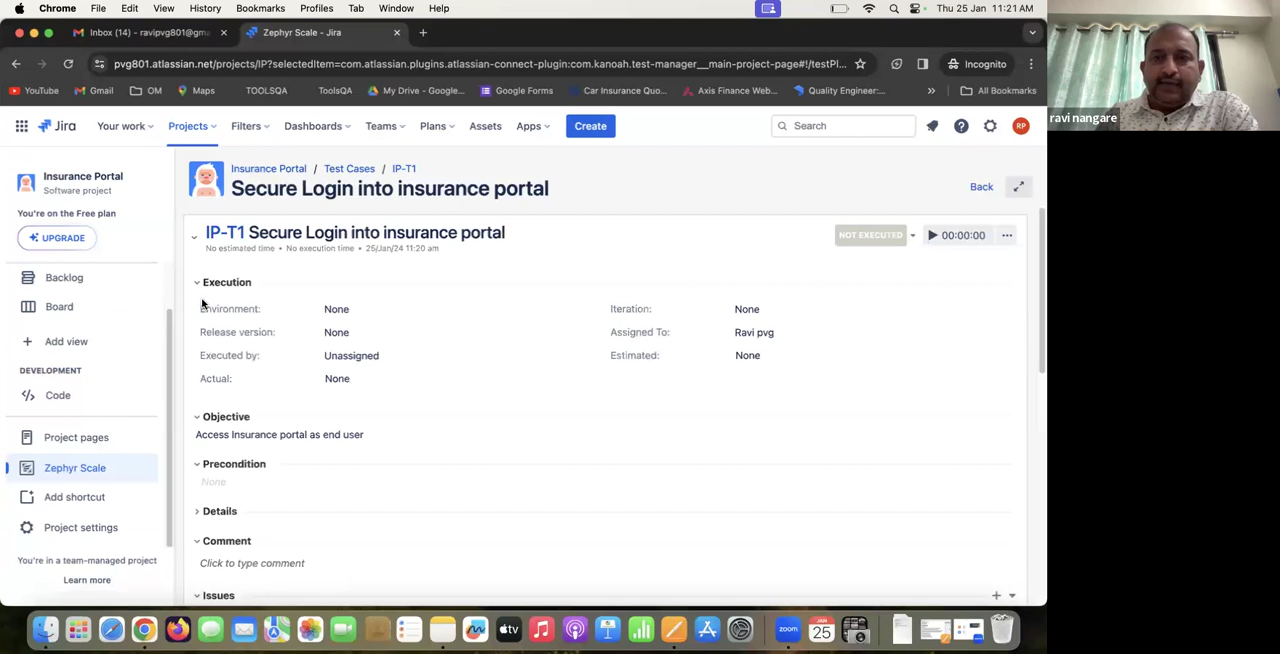 Chrome File Edit View History Bookmarks Profiles Tab Window Help Thu 25 Jan 11:21 AM
Inbox (14) - ravipvg801@gma Zephyr Scale - Jira
pvg801.atlassian.net/projects/IP?selectedItem=com.atlassian.plugins.atlassian-connect-plugin:com.kanoah.test-manager__main-project-page#!/testPl... Incognito
YouTube Gmail OM Maps TOOLSQA ToolsQA My Drive - Google... Google Forms Car Insurance Quo... Axis Finance Web... Quality Engineer:... » All Bookmarks
ravi nangare
Jira Your work Projects Filters Dashboards Teams Plans Assets Apps Create Search RP
Insurance Portal
Software project
You're on the Free plan
UPGRADE
Backlog
Board
Add view
DEVELOPMENT
Code
Project pages
Zephyr Scale
Add shortcut
Project settings
You're in a team-managed project
Learn more
Insurance Portal / Test Cases / IP-T1
Secure Login into insurance portal
Back
IP-T1 Secure Login into insurance portal
NOT EXECUTED 00:00:00
No estimated time • No execution time • 25/Jan/24 11:20 am
Execution
Environment: None Iteration: None
Release version: None Assigned To: Ravi pvg
Executed by: Unassigned Estimated: None
Actual: None
Objective
Access Insurance portal as end user
Precondition
None
Details
Comment
Click to type comment
Issues
tv zoom JAN 25